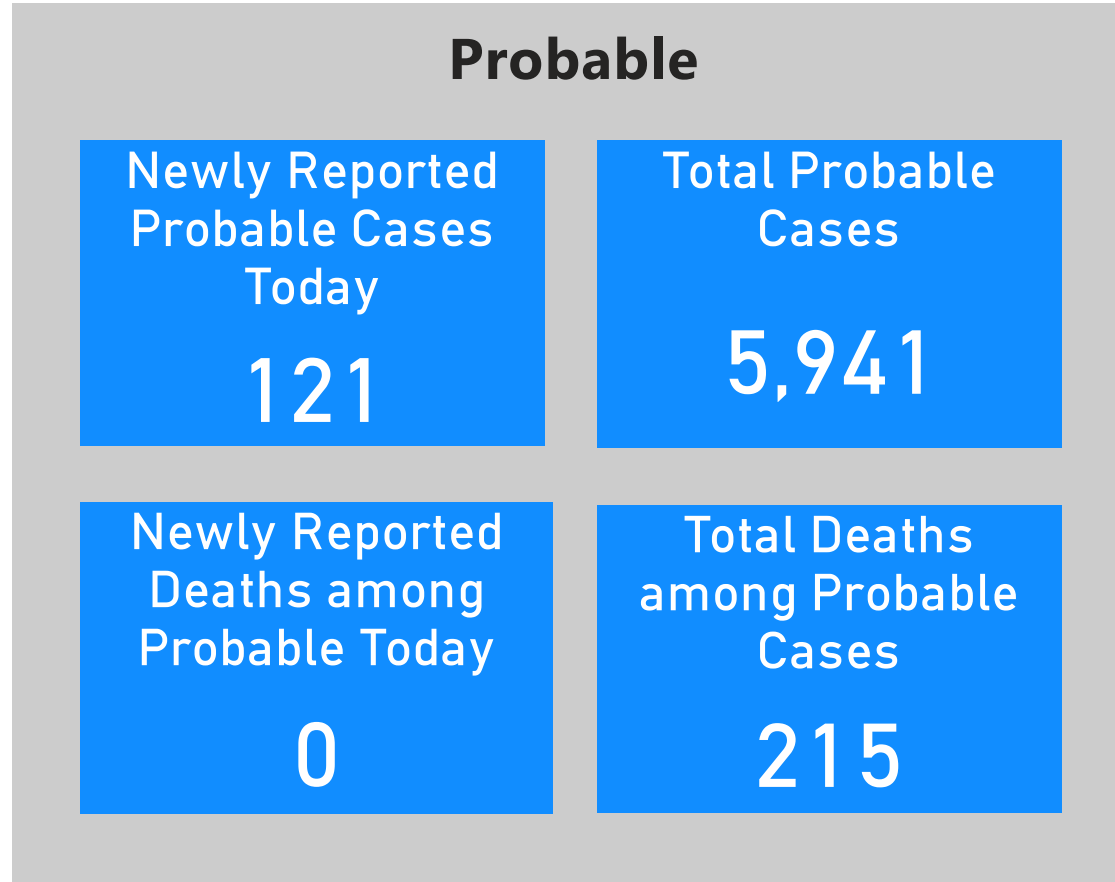 Probable
Newly Reported
Probable Cases
Today
121
Total Probable
Cases
5,941
Newly Reported
Deaths among
Probable Today
0
Total Deaths
among Probable
Cases
215